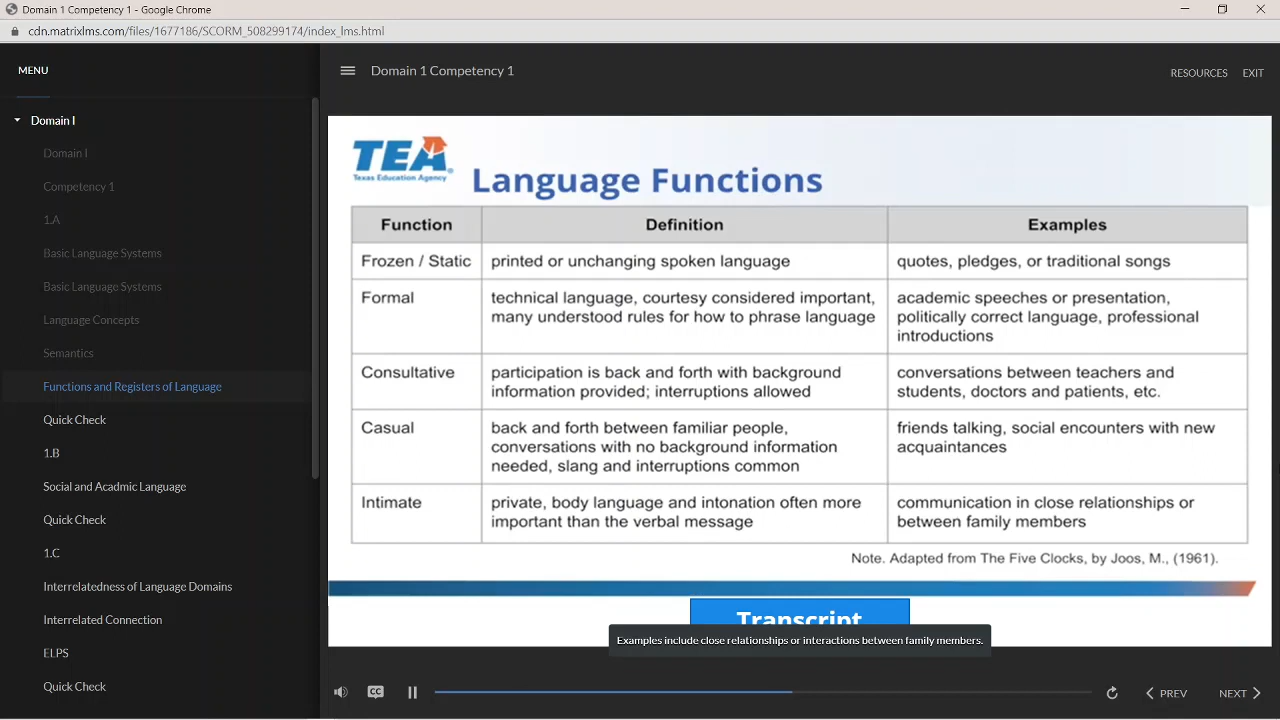 Domain 1 Competency 1 - Google Chrome
cdn.matrixlms.com/files/1677186/SCORM_508299174/index_lms.html
MENU
Domain I
Domain I
Competency 1
1.A
Basic Language Systems
Basic Language Systems
Language Concepts
Semantics
Functions and Registers of Language
Quick Check
1.B
Social and Acadmic Language
Quick Check
1.C
Interrelatedness of Language Domains
Interrelated Connection
ELPS
Quick Check
Domain 1 Competency 1
RESOURCES EXIT
TEA
Texas Education Agency
Language Functions
Function Definition Examples
Frozen / Static
printed or unchanging spoken language
quotes, pledges, or traditional songs
Formal
technical language, courtesy considered important,
many understood rules for how to phrase language
academic speeches or presentation,
politically correct language, professional
introductions
Consultative
participation is back and forth with background
information provided; interruptions allowed
conversations between teachers and
students, doctors and patients, etc.
Casual
back and forth between familiar people,
conversations with no background information
needed, slang and interruptions common
friends talking, social encounters with new
acquaintances
Intimate
private, body language and intonation often more
important than the verbal message
communication in close relationships or
between family members
Note. Adapted from The Five Clocks, by Joos, M., (1961).
Transcript
Examples include close relationships or interactions between family members.
CC
PREV NEXT